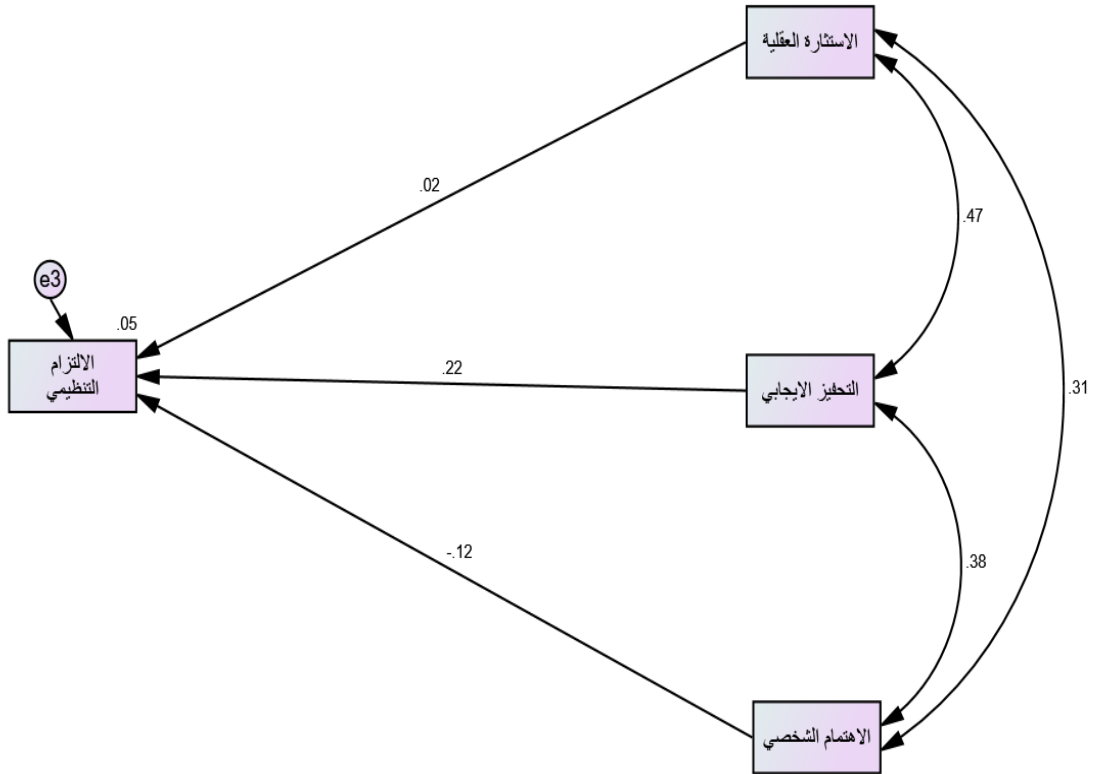 الاستثارة العقلية
.02
.47
e3
.05
الالتزام
التنظيمي
.22
التحفيز الايجابي
.31
-.12
.38
الاهتمام الشخصي